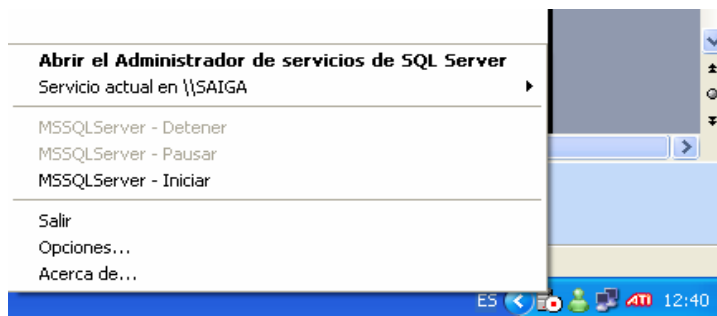 Abrir el Administrador de servicios de SQL Server
Servicio actual en \\SAIGA
MSSQLServer - Detener
MSSQLServer - Pausar
MSSQLServer - Iniciar
Salir
Opciones...
Acerca de...
ES ATI 12:40